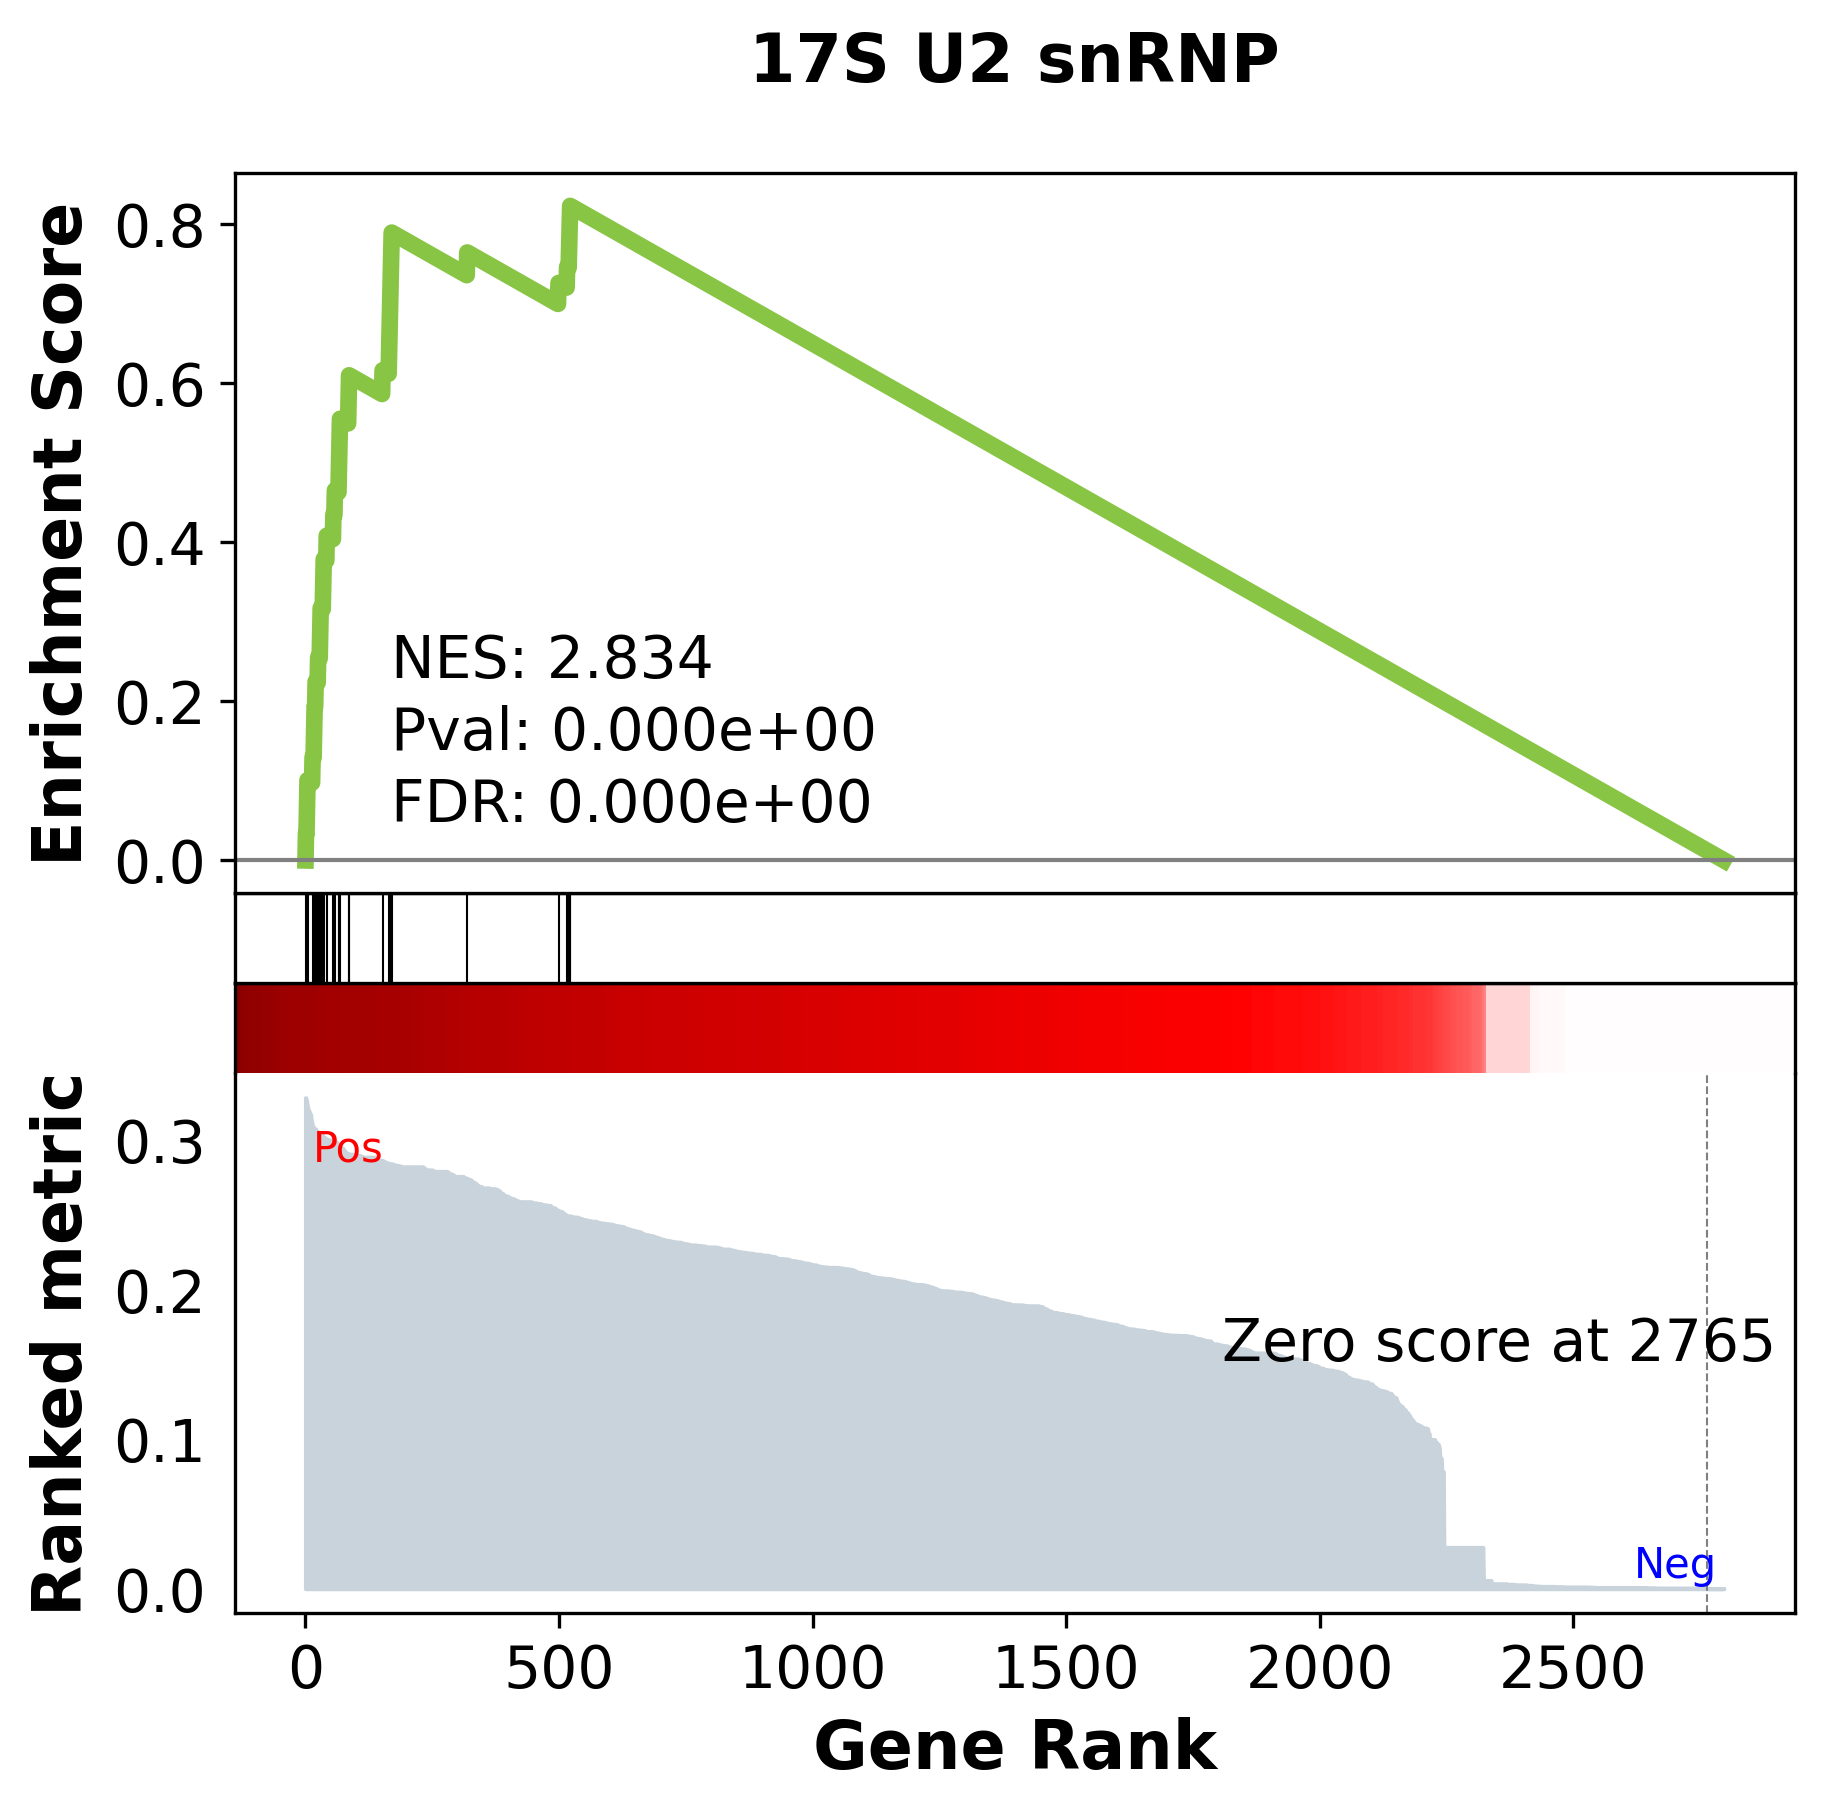 17S U2 snRNP
Enrichment Score
0.8
0.6
0.4
0.2
0.0
NES: 2.834
Pval: 0.000e+00
FDR: 0.000e+00
Ranked metric
0.3
0.2
0.1
0.0
Pos
Zero score at 2765
Neg
0 500 1000 1500 2000 2500
Gene Rank